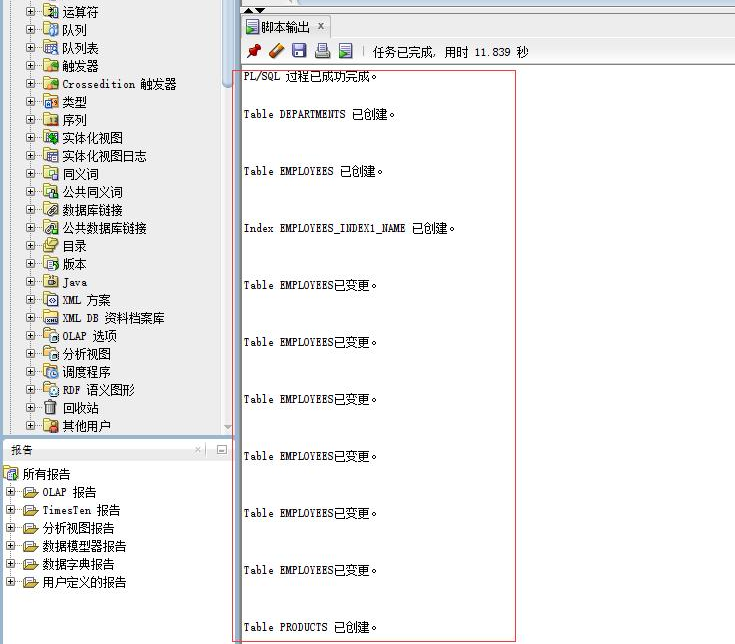 运算符
队列
队列表
触发器
Crossedition 触发器
类型
序列
实体化视图
实体化视图日志
同义词
公共同义词
数据库链接
公共数据库链接
目录
版本
Java
XML 方案
XML DB 资料档案库
OLAP 选项
分析视图
调度程序
RDF 语义图形
回收站
其他用户
报告
所有报告
OLAP 报告
TimesTen 报告
分析视图报告
数据模型器报告
数据字典报告
用户定义的报告
脚本输出
任务已完成, 用时 11.839 秒
PL/SQL 过程已成功完成。
Table DEPARTMENTS 已创建。
Table EMPLOYEES 已创建。
Index EMPLOYEES_INDEX1_NAME 已创建。
Table EMPLOYEES已变更。
Table EMPLOYEES已变更。
Table EMPLOYEES已变更。
Table EMPLOYEES已变更。
Table EMPLOYEES已变更。
Table EMPLOYEES已变更。
Table PRODUCTS 已创建。